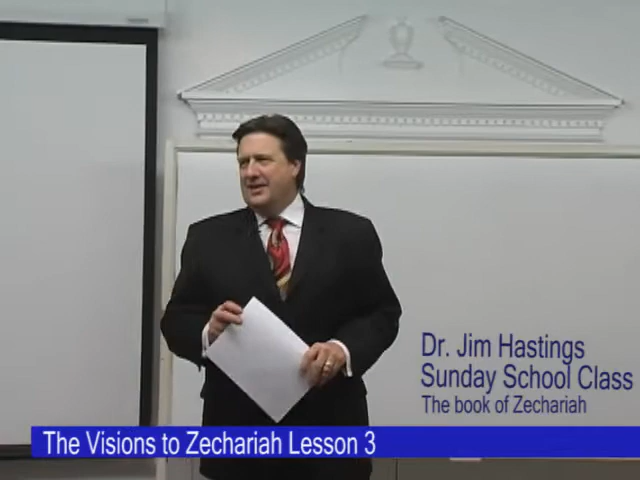 Dr. Jim Hastings
Sunday School Class
The book of Zechariah
The Visions to Zechariah Lesson 3